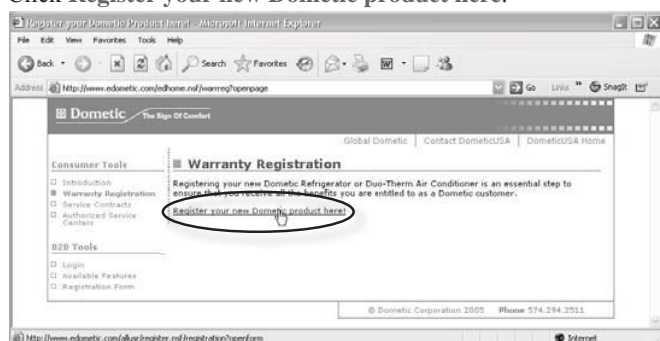 Click Register your new Dometic product here.
Register your Dometic Product here! - Microsoft Internet Explorer
File Edit View Favorites Tools Help
Back Search Favorites
Address http://www.edometic.com/edhome.nsf/warrreg?openpage Go Links » SnagIt
Dometic The Sign Of Comfort
Global Dometic Contact DometicUSA DometicUSA Home
Consumer Tools
Introduction
Warranty Registration
Service Contracts
Authorized Service
Centers
B2B Tools
Login
Available Features
Registration Form
Warranty Registration
Registering your new Dometic Refrigerator or Duo-Therm Air Conditioner is an essential step to
ensure that you receive all the benefits you are entitled to as a Dometic customer.
Register your new Dometic product here!
© Dometic Corporation 2005 Phone 574.294.2511
http://www.edometic.com/allusr/register.nsf/registration?openform Internet